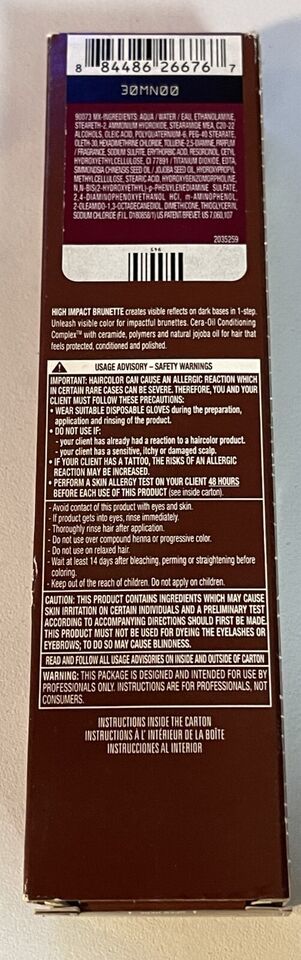 8 84486 26676 7
30MN00
90073 MX-INGREDIENTS: AQUA / WATER / EAU, ETHANOLAMINE,
STEARETH-2, AMMONIUM HYDROXIDE, STEARAMIDE MEA, C20-22
ALCOHOLS, OLEIC ACID, POLYQUATERNIUM-6, PEG-40 STEARATE,
OLETH-30, HEXADIMETHRINE CHLORIDE, TOLUENE-2,5-DIAMINE, PARFUM
/ FRAGRANCE, SODIUM SULFITE, ERYTHORBIC ACID, RESORCINOL, CETYL
HYDROXYETHYLCELLULOSE, CI 77891 / TITANIUM DIOXIDE, EDTA,
SIMMONDSIA CHINENSIS SEED OIL / JOJOBA SEED OIL, HYDROXYPROPYL
METHYLCELLULOSE, STEARIC ACID, HYDROXYBENZOMORPHOLINE,
N,N-BIS(2-HYDROXYETHYL)-p-PHENYLENEDIAMINE SULFATE,
2,4-DIAMINOPHENOXYETHANOL HCl, m-AMINOPHENOL,
2-OLEAMIDO-1,3-OCTADECANEDIOL, DIMETHICONE, THIOGLYCERIN,
SODIUM CHLORIDE (F.I.L D180658/1) US PATENT/BREVET: US 7,060,107
2035259
HIGH IMPACT BRUNETTE creates visible reflects on dark bases in 1-step.
Unleash visible color for impactful brunettes. Cera-Oil Conditioning
Complex™ with ceramide, polymers and natural jojoba oil for hair that
feels protected, conditioned and polished.
USAGE ADVISORY – SAFETY WARNINGS
IMPORTANT: HAIRCOLOR CAN CAUSE AN ALLERGIC REACTION WHICH
IN CERTAIN RARE CASES CAN BE SEVERE. THEREFORE, YOU AND YOUR
CLIENT MUST FOLLOW THESE PRECAUTIONS:
• WEAR SUITABLE DISPOSABLE GLOVES during the preparation,
application and rinsing of the product.
• DO NOT USE IF:
- your client has already had a reaction to a haircolor product.
- your client has a sensitive, itchy or damaged scalp.
• IF YOUR CLIENT HAS A TATTOO, THE RISKS OF AN ALLERGIC
REACTION MAY BE INCREASED.
• PERFORM A SKIN ALLERGY TEST ON YOUR CLIENT 48 HOURS
BEFORE EACH USE OF THIS PRODUCT (see inside carton).
- Avoid contact of this product with eyes and skin.
- If product gets into eyes, rinse immediately.
- Thoroughly rinse hair after application.
- Do not use over compound henna or progressive color.
- Do not use on relaxed hair.
- Wait at least 14 days after bleaching, perming or straightening before
coloring.
- Keep out of the reach of children. Do not apply on children.
CAUTION: THIS PRODUCT CONTAINS INGREDIENTS WHICH MAY CAUSE
SKIN IRRITATION ON CERTAIN INDIVIDUALS AND A PRELIMINARY TEST
ACCORDING TO ACCOMPANYING DIRECTIONS SHOULD FIRST BE MADE.
THIS PRODUCT MUST NOT BE USED FOR DYEING THE EYELASHES OR
EYEBROWS; TO DO SO MAY CAUSE BLINDNESS.
READ AND FOLLOW ALL USAGE ADVISORIES ON INSIDE AND OUTSIDE OF CARTON
WARNING: THIS PACKAGE IS DESIGNED AND INTENDED FOR USE BY
PROFESSIONALS ONLY. INSTRUCTIONS ARE FOR PROFESSIONALS, NOT
CONSUMERS.
INSTRUCTIONS INSIDE THE CARTON
INSTRUCTIONS À L' INTÉRIEUR DE LA BOÎTE
INSTRUCCIONES AL INTERIOR